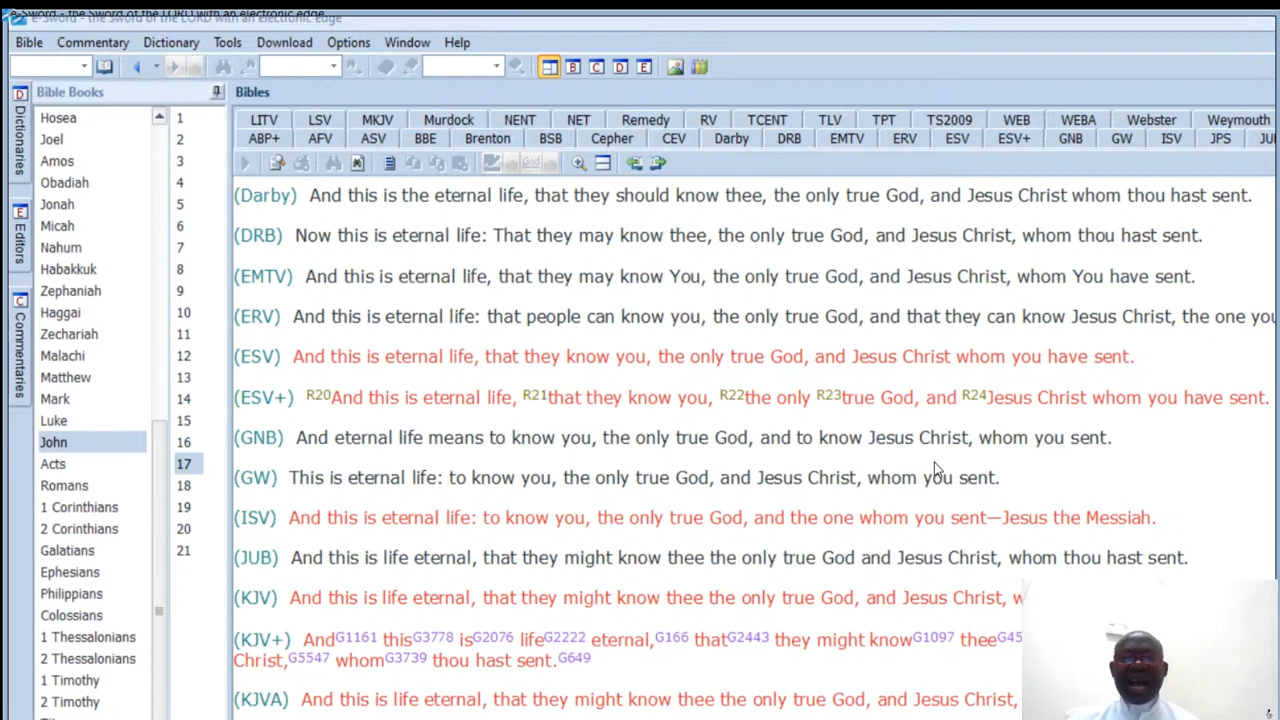 e-Sword - the Sword of the LORD with an electronic edge
Bible Commentary Dictionary Tools Download Options Window Help
B C D E
Bible Books
Bibles
D Dictionaries
E Editors
C Commentaries
Hosea 1
Joel 2
Amos 3
Obadiah 4
Jonah 5
Micah 6
Nahum 7
Habakkuk 8
Zephaniah 9
Haggai 10
Zechariah 11
Malachi 12
Matthew 13
Mark 14
Luke 15
John 16
Acts 17
Romans 18
1 Corinthians 19
2 Corinthians 20
Galatians 21
Ephesians
Philippians
Colossians
1 Thessalonians
2 Thessalonians
1 Timothy
2 Timothy
LITV LSV MKJV Murdock NENT NET Remedy RV TCENT TLV TPT TS2009 WEB WEBA Webster Weymouth
ABP+ AFV ASV BBE Brenton BSB Cepher CEV Darby DRB EMTV ERV ESV ESV+ GNB GW ISV JPS JU
God
(Darby) And this is the eternal life, that they should know thee, the only true God, and Jesus Christ whom thou hast sent.
(DRB) Now this is eternal life: That they may know thee, the only true God, and Jesus Christ, whom thou hast sent.
(EMTV) And this is eternal life, that they may know You, the only true God, and Jesus Christ, whom You have sent.
(ERV) And this is eternal life: that people can know you, the only true God, and that they can know Jesus Christ, the one you
(ESV) And this is eternal life, that they know you, the only true God, and Jesus Christ whom you have sent.
(ESV+) R20And this is eternal life, R21that they know you, R22the only R23true God, and R24Jesus Christ whom you have sent.
(GNB) And eternal life means to know you, the only true God, and to know Jesus Christ, whom you sent.
(GW) This is eternal life: to know you, the only true God, and Jesus Christ, whom you sent.
(ISV) And this is eternal life: to know you, the only true God, and the one whom you sent—Jesus the Messiah.
(JUB) And this is life eternal, that they might know thee the only true God and Jesus Christ, whom thou hast sent.
(KJV) And this is life eternal, that they might know thee the only true God, and Jesus Christ, w
(KJV+) AndG1161 thisG3778 isG2076 lifeG2222 eternal,G166 thatG2443 they might knowG1097 theeG45
Christ,G5547 whomG3739 thou hast sent.G649
(KJVA) And this is life eternal, that they might know thee the only true God, and Jesus Christ,